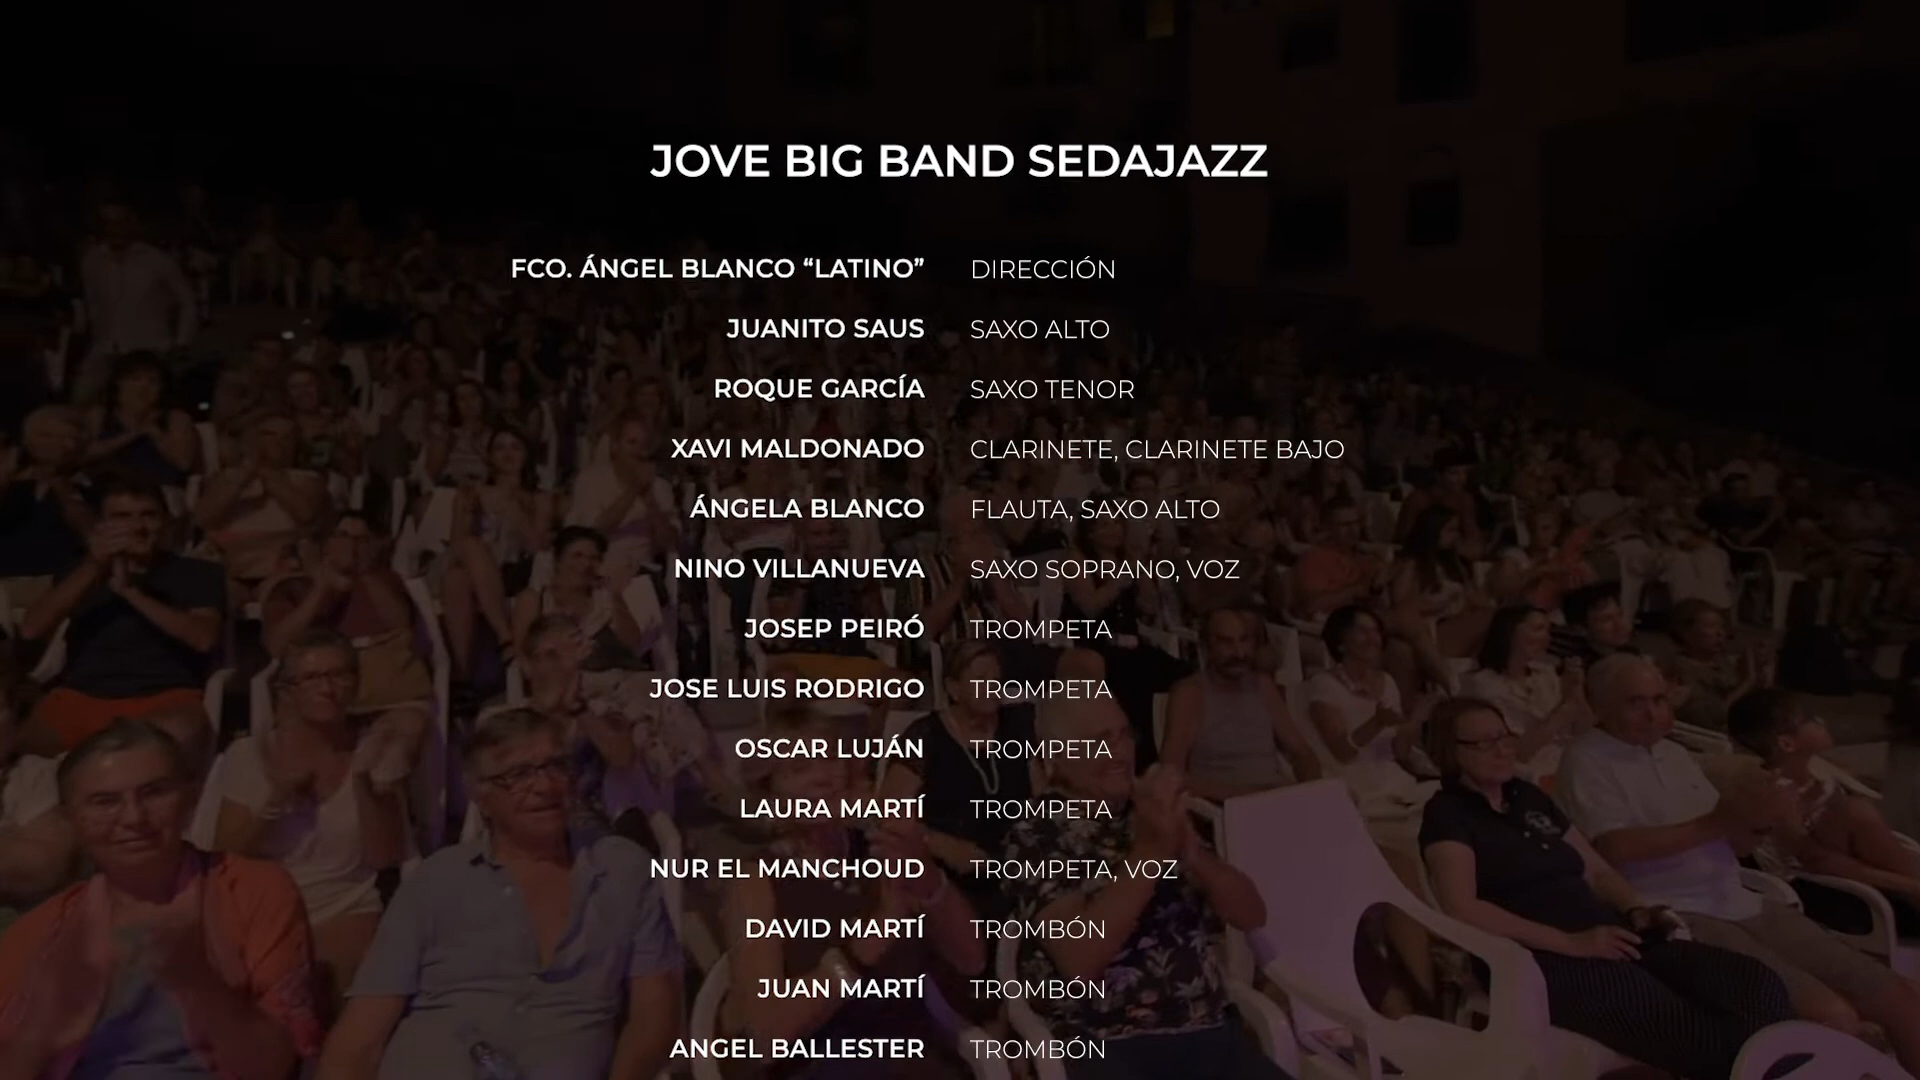 JOVE BIG BAND SEDAJAZZ
FCO. ÁNGEL BLANCO “LATINO” DIRECCIÓN
JUANITO SAUS SAXO ALTO
ROQUE GARCÍA SAXO TENOR
XAVI MALDONADO CLARINETE, CLARINETE BAJO
ÁNGELA BLANCO FLAUTA, SAXO ALTO
NINO VILLANUEVA SAXO SOPRANO, VOZ
JOSEP PEIRÓ TROMPETA
JOSE LUIS RODRIGO TROMPETA
OSCAR LUJÁN TROMPETA
LAURA MARTÍ TROMPETA
NUR EL MANCHOUD TROMPETA, VOZ
DAVID MARTÍ TROMBÓN
JUAN MARTÍ TROMBÓN
ANGEL BALLESTER TROMBÓN